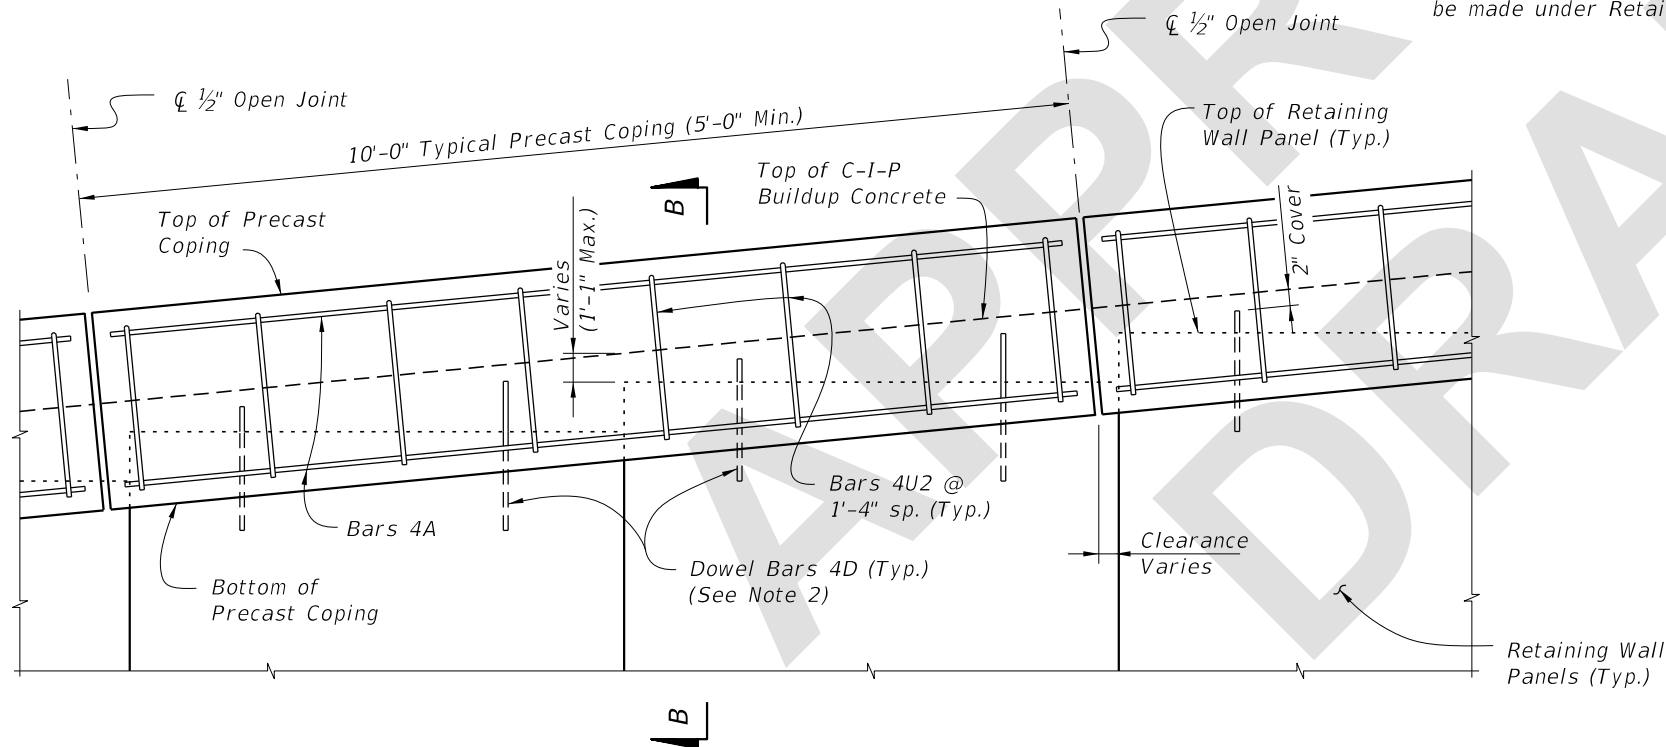 be made under Retai
℄ ½" Open Joint
℄ ½" Open Joint
10'-0" Typical Precast Coping (5'-0" Min.)
Top of Retaining
Wall Panel (Typ.)
Top of C-I-P
Buildup Concrete
B
Top of Precast
Coping
Varies
(1'-1" Max.)
2" Cover
Bars 4U2 @
1'-4" sp. (Typ.)
Bars 4A
Clearance
Varies
Dowel Bars 4D (Typ.)
(See Note 2)
Bottom of
Precast Coping
Retaining Wall
Panels (Typ.)
B
APPR
DRA